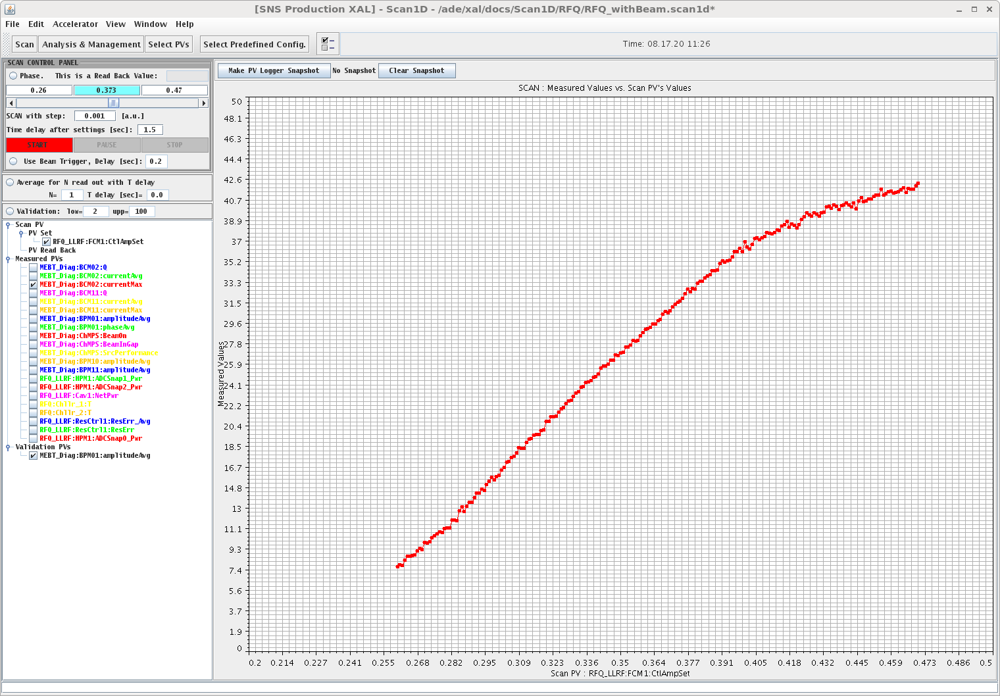 [SNS Production XAL] - Scan1D - /ade/xal/docs/Scan1D/RFQ/RFQ_withBeam.scan1d*
File Edit Accelerator View Window Help
Scan Analysis & Management Select PVs Select Predefined Config. Time: 08.17.20 11:26
SCAN CONTROL PANEL
Phase. This is a Read Back Value:
0.26 0.373 0.47
SCAN with step: 0.001 [a.u.]
Time delay after settings [sec]: 1.5
START PAUSE STOP
Use Beam Trigger, Delay [sec]: 0.2
Average for N read out with T delay
N= 1 T delay [sec]= 0.0
Validation: low= 2 upp= 100
Scan PV
PV Set
RFQ_LLRF:FCM1:CtlAmpSet
PV Read Back
Measured PVs
MEBT_Diag:BCM02:Q
MEBT_Diag:BCM02:currentAvg
MEBT_Diag:BCM02:currentMax
MEBT_Diag:BCM11:Q
MEBT_Diag:BCM11:currentAvg
MEBT_Diag:BCM11:currentMax
MEBT_Diag:BPM01:amplitudeAvg
MEBT_Diag:BPM01:phaseAvg
MEBT_Diag:ChMPS:BeamOn
MEBT_Diag:ChMPS:BeamInGap
MEBT_Diag:ChMPS:SrcPerformance
MEBT_Diag:BPM10:amplitudeAvg
MEBT_Diag:BPM11:amplitudeAvg
RFQ_LLRF:HPM1:ADCSnap1_Pwr
RFQ_LLRF:HPM1:ADCSnap2_Pwr
RFQ_LLRF:Cav1:NetPwr
RFQ:Chllr_1:T
RFQ:Chllr_2:T
RFQ_LLRF:ResCtrl1:ResErr_Avg
RFQ_LLRF:ResCtrl1:ResErr
RFQ_LLRF:HPM1:ADCSnap0_Pwr
Validation PVs
MEBT_Diag:BPM01:amplitudeAvg
Make PV Logger Snapshot No Snapshot Clear Snapshot
SCAN : Measured Values vs. Scan PV's Values
50
48.1
46.3
44.4
42.6
40.7
38.9
37
35.2
33.3
31.5
29.6
27.8
25.9
24.1
22.2
20.4
18.5
16.7
14.8
13
11.1
9.3
7.4
5.6
3.7
1.9
0
Measured Values
0.2 0.214 0.227 0.241 0.255 0.268 0.282 0.295 0.309 0.323 0.336 0.35 0.364 0.377 0.391 0.405 0.418 0.432 0.445 0.459 0.473 0.486 0.5
Scan PV : RFQ_LLRF:FCM1:CtlAmpSet